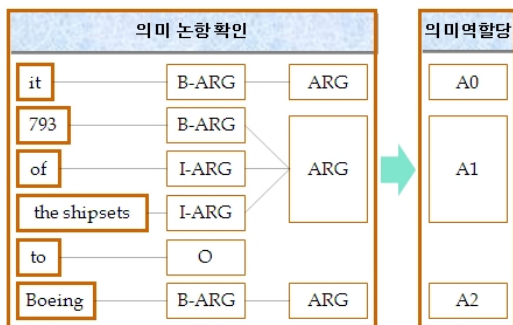 의미 논항 확인 의미역할당
it B-ARG ARG A0
793 B-ARG
of I-ARG ARG A1
the shipsets I-ARG
to O
Boeing B-ARG ARG A2